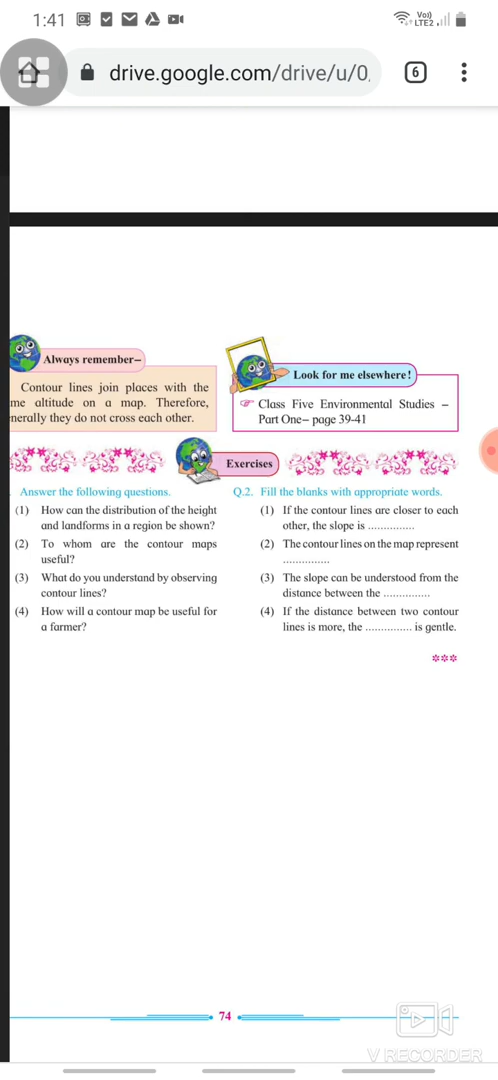 1:41
Vo))
LTE2
drive.google.com/drive/u/0
6
Always remember–
Contour lines join places with the
me altitude on a map. Therefore,
nerally they do not cross each other.
Look for me elsewhere!
Class Five Environmental Studies –
Part One– page 39-41
Exercises
Answer the following questions.
(1) How can the distribution of the height
and landforms in a region be shown?
(2) To whom are the contour maps
useful?
(3) What do you understand by observing
contour lines?
(4) How will a contour map be useful for
a farmer?
Q.2. Fill the blanks with appropriate words.
(1) If the contour lines are closer to each
other, the slope is ...............
(2) The contour lines on the map represent
...............
(3) The slope can be understood from the
distance between the ...............
(4) If the distance between two contour
lines is more, the ............... is gentle.
***
74
V RECORDER